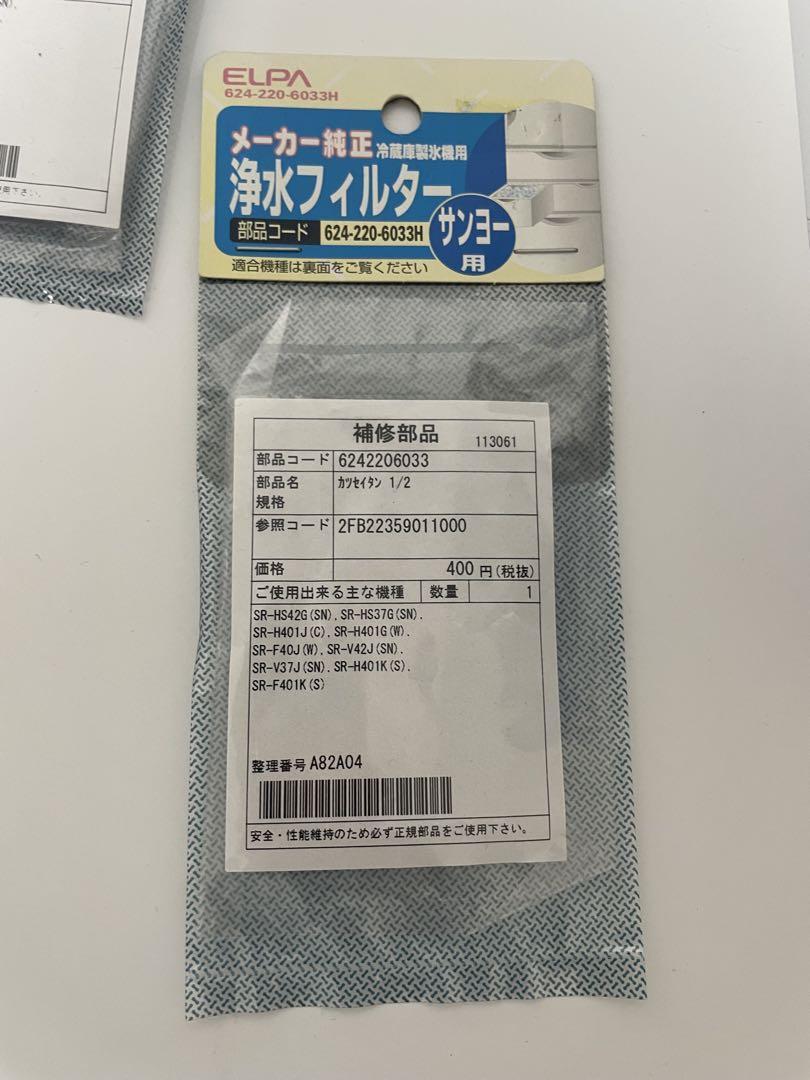 SN).
用下さい。
ELPA
624-220-6033H
メーカー純正 冷蔵庫製氷機用
浄水フィルター
部品コード 624-220-6033H
サンヨー
用
適合機種は裏面をご覧ください
補修部品 113061
部品コード 6242206033
部品名 ｶﾂｾｲﾀﾝ 1/2
規格
参照コード 2FB22359011000
価格 400 円(税抜)
ご使用出来る主な機種 数量 1
SR-HS42G(SN).SR-HS37G(SN).
SR-H401J(C).SR-H401G(W).
SR-F40J(W).SR-V42J(SN).
SR-V37J(SN).SR-H401K(S).
SR-F401K(S)
整理番号 A82A04
安全・性能維持のため必ず正規部品をご使用下さい。